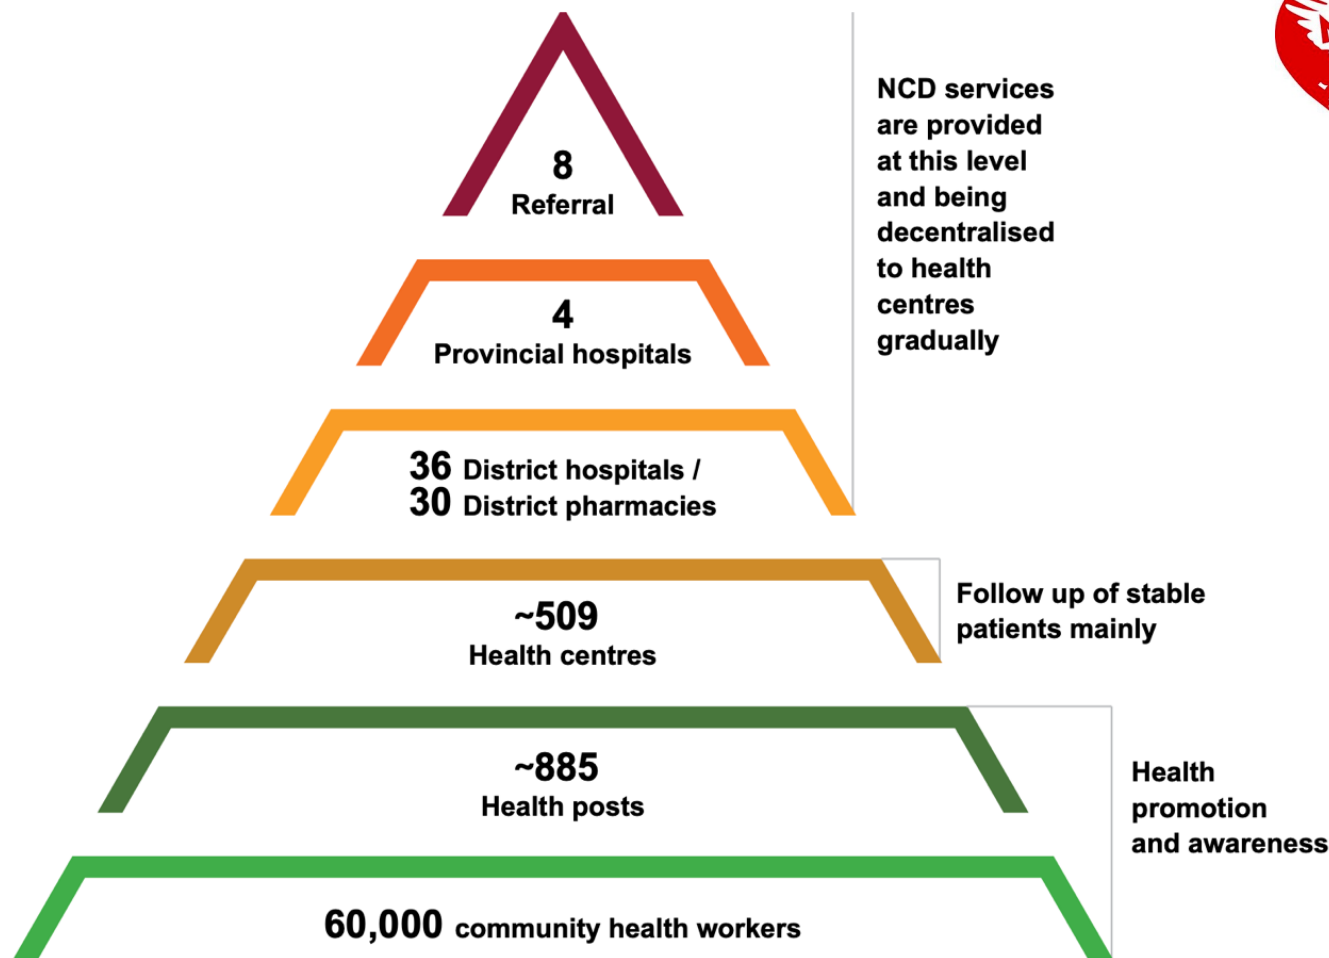 8
Referral
4
Provincial hospitals
36 District hospitals /
30 District pharmacies
~509
Health centres
~885
Health posts
60,000 community health workers
NCD services
are provided
at this level
and being
decentralised
to health
centres
gradually
Follow up of stable
patients mainly
Health
promotion
and awareness